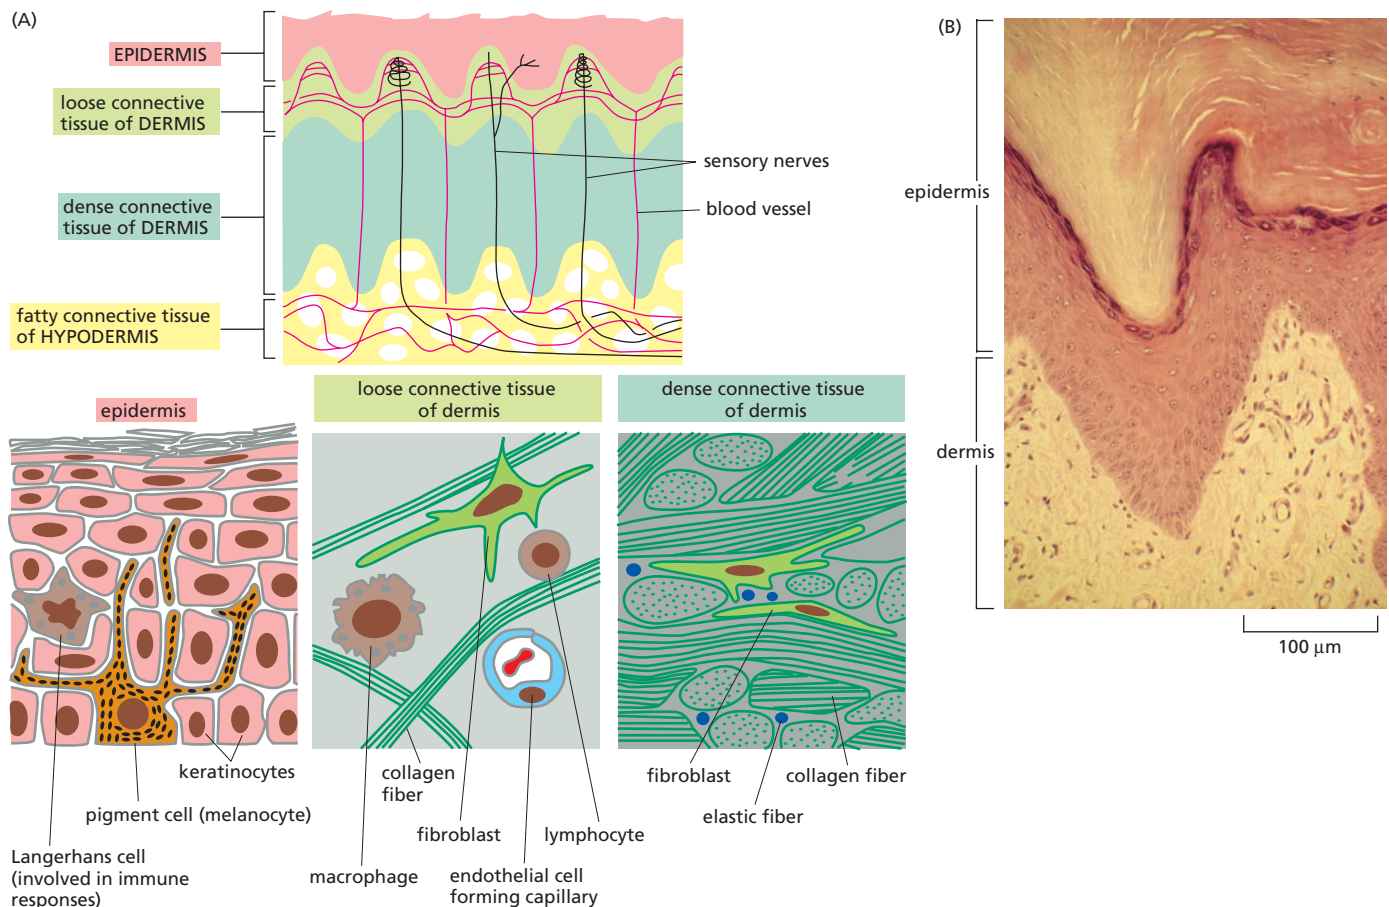 (A)
EPIDERMIS
loose connective
tissue of DERMIS
dense connective
tissue of DERMIS
fatty connective tissue
of HYPODERMIS
sensory nerves
blood vessel
(B)
epidermis
dermis
100 μm
epidermis
keratinocytes
pigment cell (melanocyte)
Langerhans cell
(involved in immune
responses)
loose connective tissue
of dermis
collagen
fiber
fibroblast
lymphocyte
macrophage
endothelial cell
forming capillary
dense connective tissue
of dermis
fibroblast
collagen fiber
elastic fiber